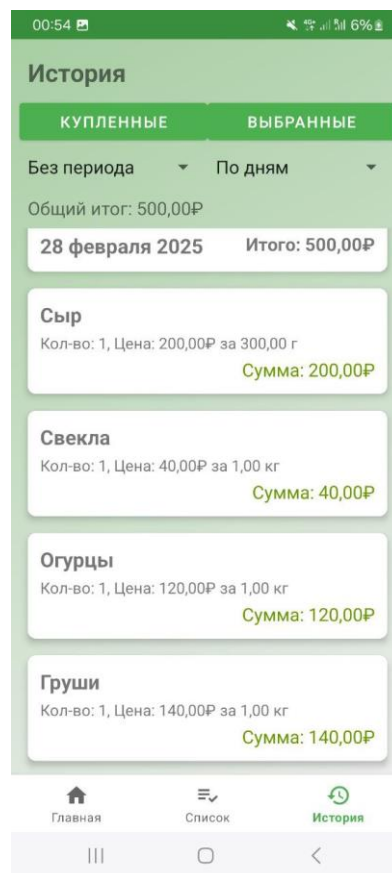 00:54 6%
История
КУПЛЕННЫЕ ВЫБРАННЫЕ
Без периода По дням
Общий итог: 500,00₽
28 февраля 2025 Итого: 500,00₽
Сыр
Кол-во: 1, Цена: 200,00₽ за 300,00 г
Сумма: 200,00₽
Свекла
Кол-во: 1, Цена: 40,00₽ за 1,00 кг
Сумма: 40,00₽
Огурцы
Кол-во: 1, Цена: 120,00₽ за 1,00 кг
Сумма: 120,00₽
Груши
Кол-во: 1, Цена: 140,00₽ за 1,00 кг
Сумма: 140,00₽
Главная Список История